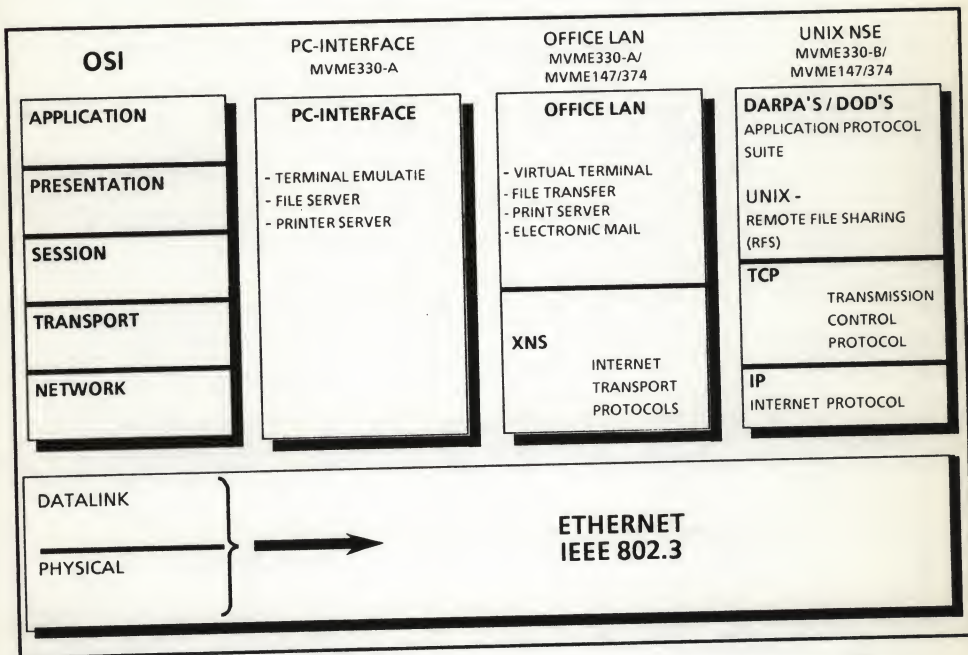 OSI
APPLICATION
PRESENTATION
SESSION
TRANSPORT
NETWORK
PC-INTERFACE
MVME330-A
PC-INTERFACE
- TERMINAL EMULATIE
- FILE SERVER
- PRINTER SERVER
OFFICE LAN
MVME330-A/
MVME147/374
OFFICE LAN
- VIRTUAL TERMINAL
- FILE TRANSFER
- PRINT SERVER
- ELECTRONIC MAIL
XNS
INTERNET
TRANSPORT
PROTOCOLS
UNIX NSE
MVME330-B/
MVME147/374
DARPA'S / DOD'S
APPLICATION PROTOCOL
SUITE
UNIX -
REMOTE FILE SHARING
(RFS)
TCP
TRANSMISSION
CONTROL
PROTOCOL
IP
INTERNET PROTOCOL
DATALINK
PHYSICAL
ETHERNET
IEEE 802.3